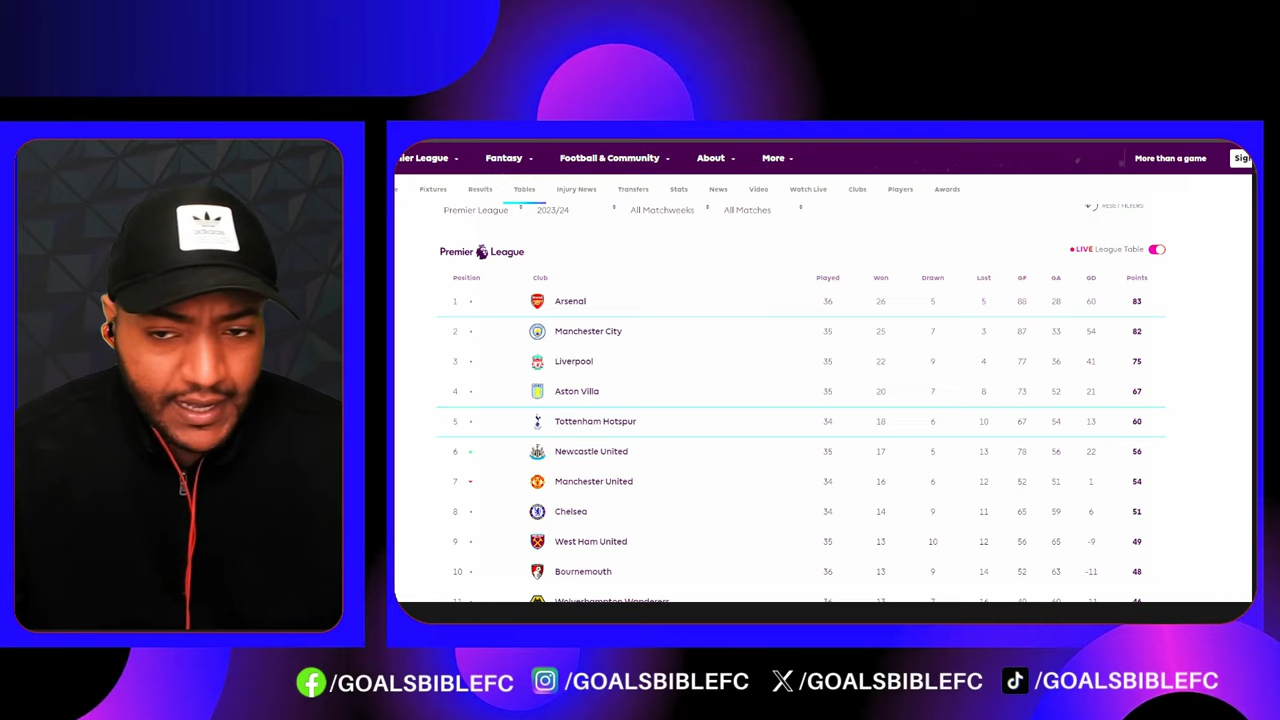 mier League Fantasy Football & Community About More More than a game Sign
Fixtures Results Tables Injury News Transfers Stats News Video Watch Live Clubs Players Awards
Premier League 2023/24 All Matchweeks All Matches RESET FILTERS
Premier League LIVE League Table
Position Club Played Won Drawn Lost GF GA GD Points
1 Arsenal 36 26 5 5 88 28 60 83
2 Manchester City 35 25 7 3 87 33 54 82
3 Liverpool 35 22 9 4 77 36 41 75
4 Aston Villa 35 20 7 8 73 52 21 67
5 Tottenham Hotspur 34 18 6 10 67 54 13 60
6 Newcastle United 35 17 5 13 78 56 22 56
7 Manchester United 34 16 6 12 52 51 1 54
8 Chelsea 34 14 9 11 65 59 6 51
9 West Ham United 35 13 10 12 56 65 -9 49
10 Bournemouth 36 13 9 14 52 63 -11 48
Wolverhampton Wanderers
adidas
/GOALSBIBLEFC /GOALSBIBLEFC /GOALSBIBLEFC /GOALSBIBLEFC